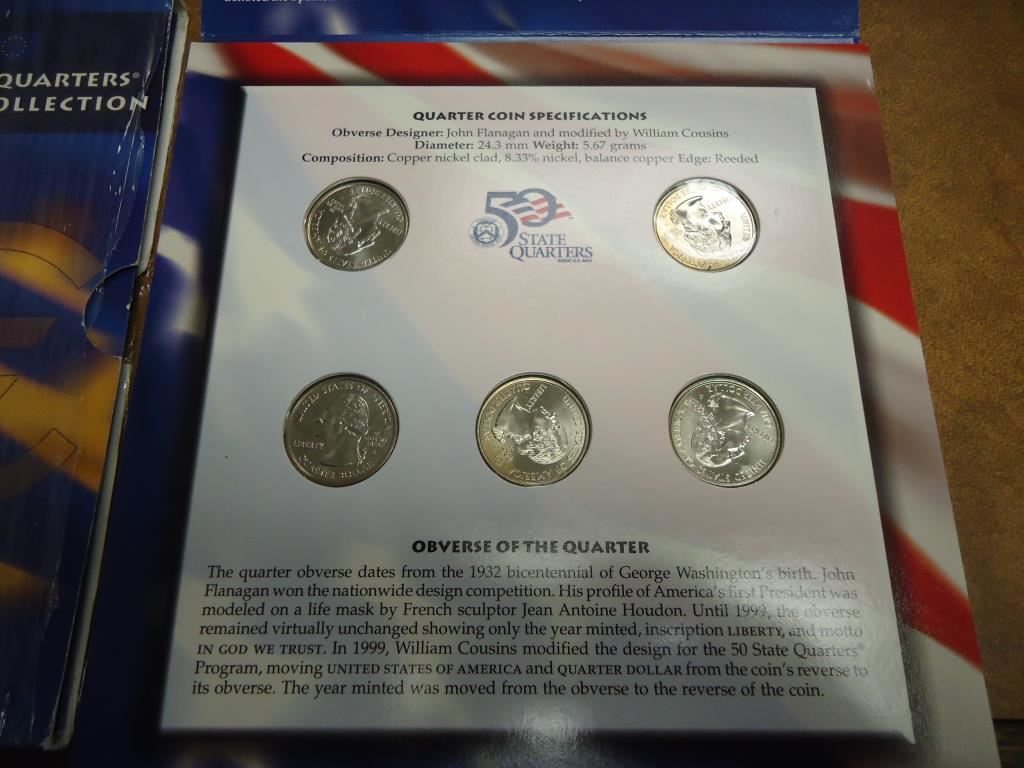 QUARTERS®
OLLECTION
QUARTER COIN SPECIFICATIONS
Obverse Designer: John Flanagan and modified by William Cousins
Diameter: 24.3 mm Weight: 5.67 grams
Composition: Copper nickel clad, 8.33% nickel, balance copper Edge: Reeded
50
STATE
QUARTERS
UNITED STATES OF AMERICA
LIBERTY
QUARTER DOLLAR
OBVERSE OF THE QUARTER
The quarter obverse dates from the 1932 bicentennial of George Washington's birth. John
Flanagan won the nationwide design competition. His profile of America's first President was
modeled on a life mask by French sculptor Jean Antoine Houdon. Until 1999, the obverse
remained virtually unchanged showing only the year minted, inscription LIBERTY, and motto
IN GOD WE TRUST. In 1999, William Cousins modified the design for the 50 State Quarters®
Program, moving UNITED STATES OF AMERICA and QUARTER DOLLAR from the coin's reverse to
its obverse. The year minted was moved from the obverse to the reverse of the coin.